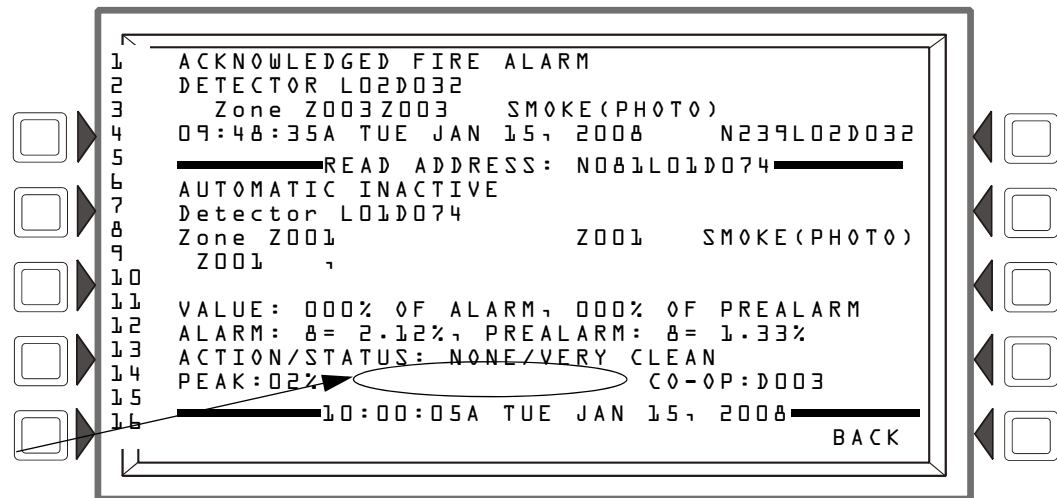 1 ACKNOWLEDGED FIRE ALARM
2 DETECTOR L02D032
3 Zone Z003Z003 SMOKE(PHOTO)
4 09:48:35A TUE JAN 15, 2008 N239L02D032
5 READ ADDRESS: N081L01D074
6 AUTOMATIC INACTIVE
7 Detector L01D074
8 Zone Z001 Z001 SMOKE(PHOTO)
9 Z001 ,
10
11 VALUE: 000% OF ALARM, 000% OF PREALARM
12 ALARM: 8= 2.12%, PREALARM: 8= 1.33%
13 ACTION/STATUS: NONE/VERY CLEAN
14 PEAK:02% CO-OP:D003
15 10:00:05A TUE JAN 15, 2008
16 BACK